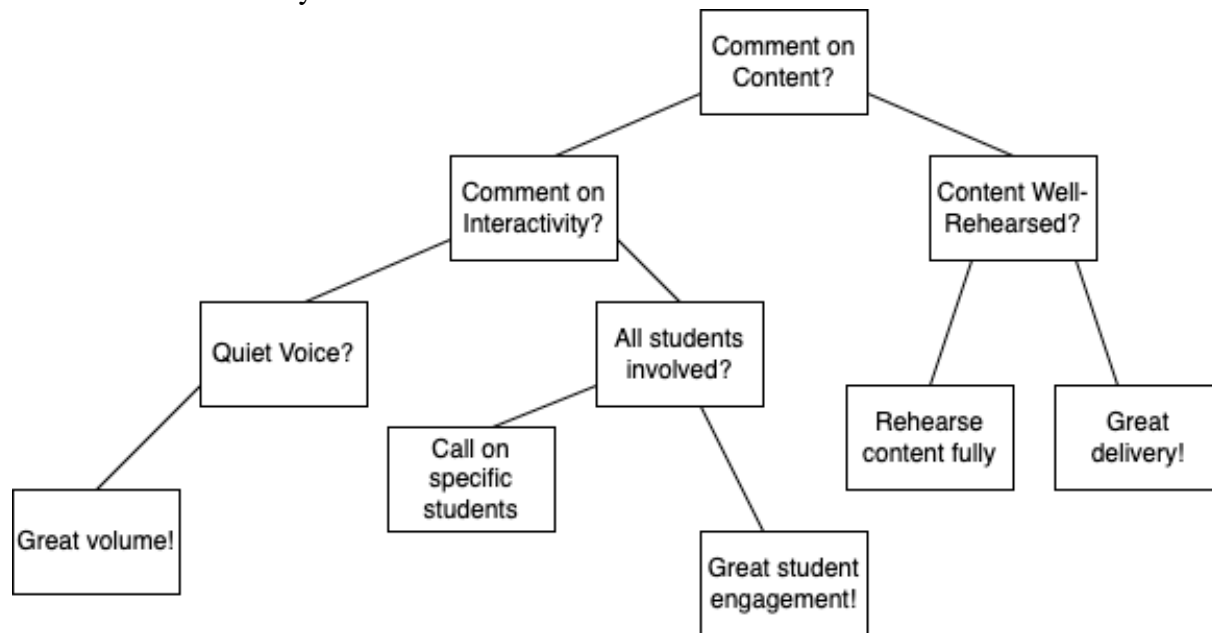 Comment on
Content?
Comment on
Interactivity?
Content Well-
Rehearsed?
Quiet Voice?
All students
involved?
Rehearse
content fully
Great
delivery!
Call on
specific
students
Great volume!
Great student
engagement!